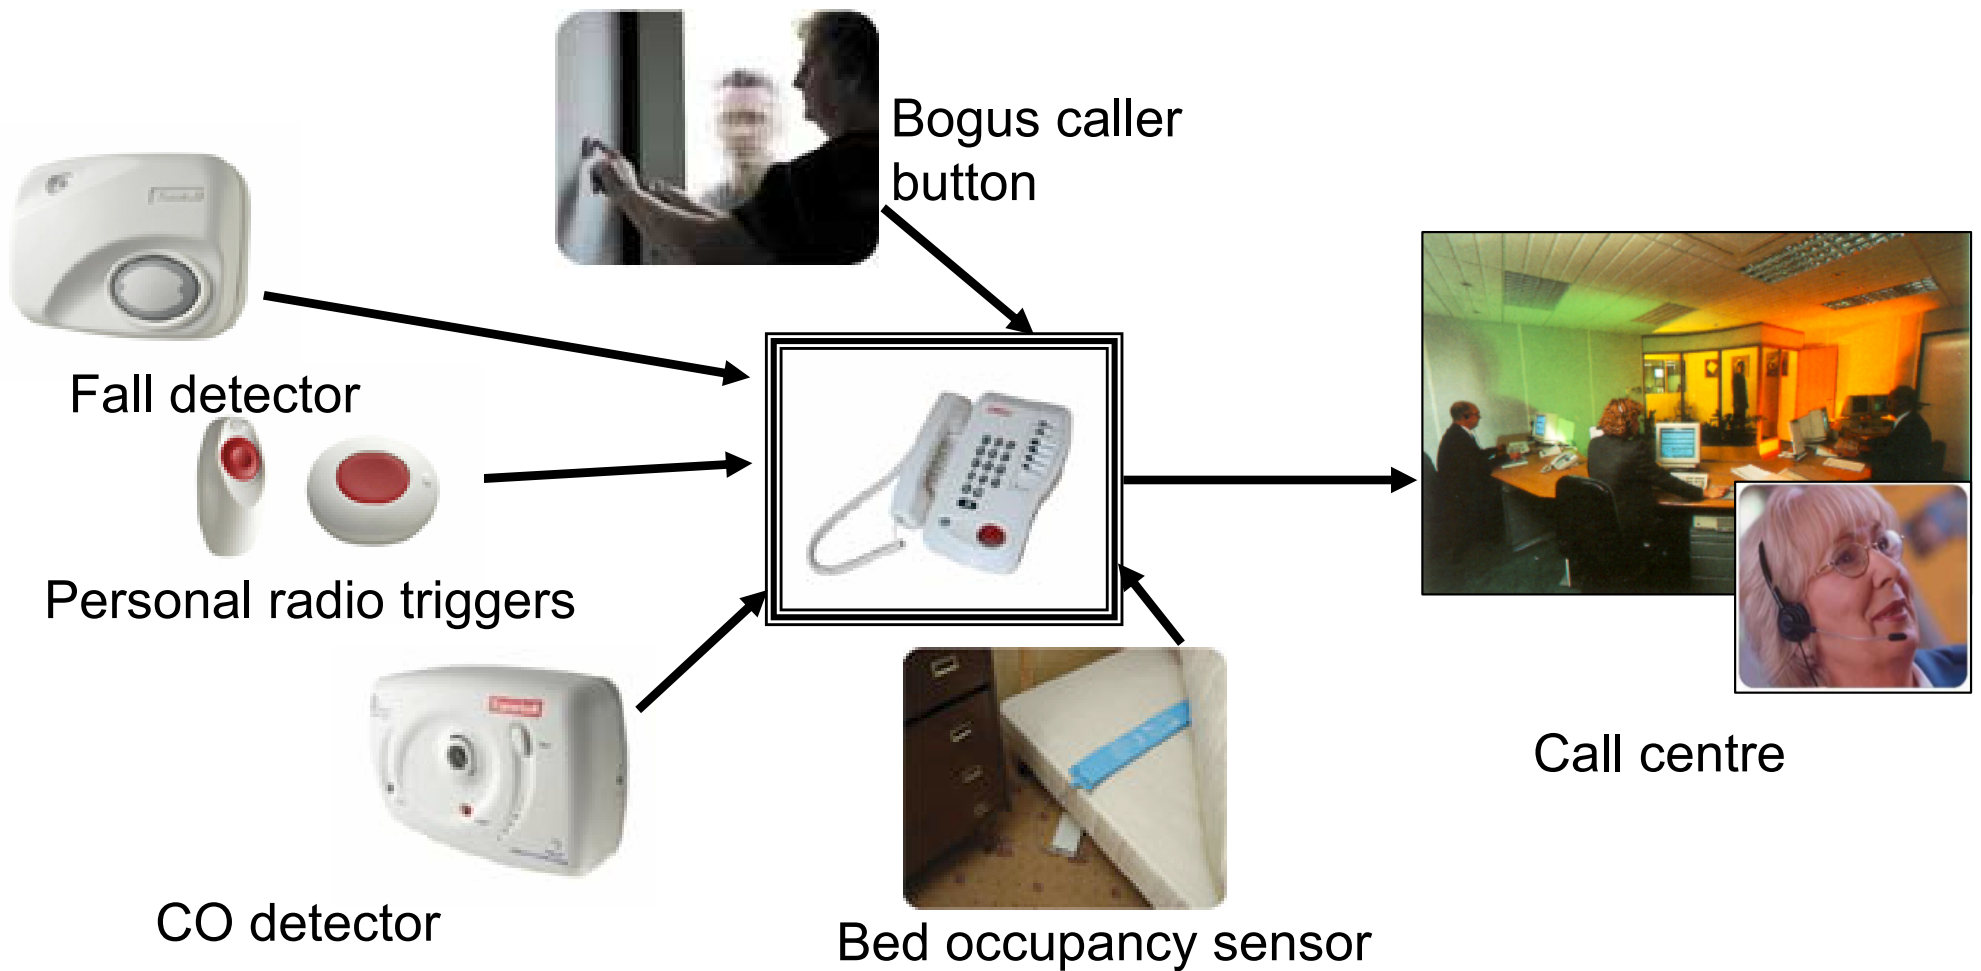 Bogus caller
button
Fall detector
Personal radio triggers
CO detector
Bed occupancy sensor
Call centre